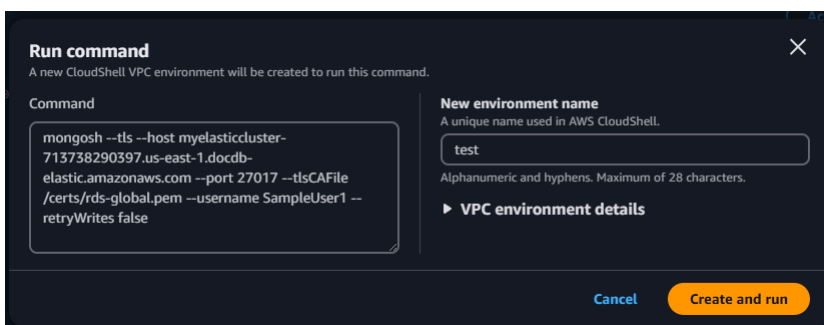 Run command
A new CloudShell VPC environment will be created to run this command.
Command
mongosh --tls --host myelasticcluster-
713738290397.us-east-1.docdb-
elastic.amazonaws.com --port 27017 --tlsCAFile
/certs/rds-global.pem --username SampleUser1 --
retryWrites false
New environment name
A unique name used in AWS CloudShell.
test
Alphanumeric and hyphens. Maximum of 28 characters.
VPC environment details
Cancel
Create and run